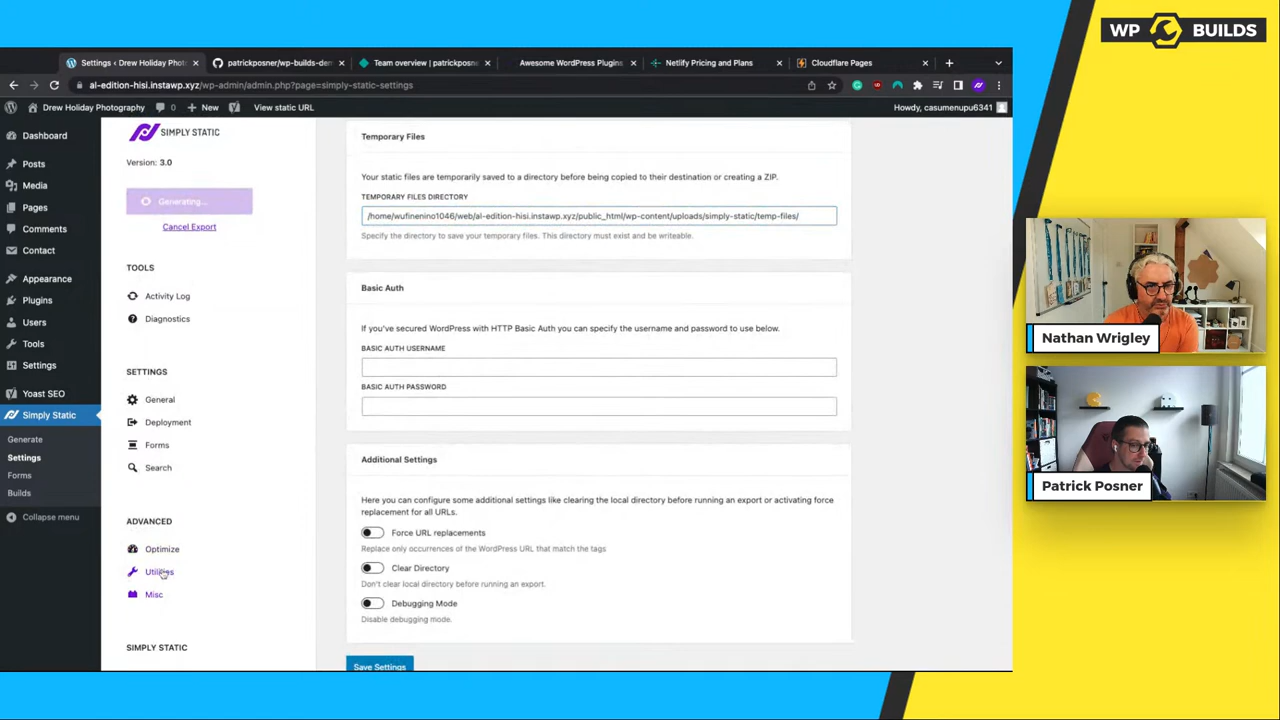 WP BUILDS
Settings ‹ Drew Holiday Phot
patrickposner/wp-builds-den
Team overview | patrickposne
Awesome WordPress Plugins
Netlify Pricing and Plans
Cloudflare Pages
al-edition-hisi.instawp.xyz/wp-admin/admin.php?page=simply-static-settings
Drew Holiday Photography
0
New
View static URL
Howdy, casumenupu6341
Dashboard
Posts
Media
Pages
Comments
Contact
Appearance
Plugins
Users
Tools
Settings
Yoast SEO
Simply Static
Generate
Settings
Forms
Builds
Collapse menu
SIMPLY STATIC
Version: 3.0
Generating...
Cancel Export
TOOLS
Activity Log
Diagnostics
SETTINGS
General
Deployment
Forms
Search
ADVANCED
Optimize
Utilities
Misc
SIMPLY STATIC
Temporary Files
Your static files are temporarily saved to a directory before being copied to their destination or creating a ZIP.
TEMPORARY FILES DIRECTORY
/home/wufinenino1046/web/al-edition-hisi.instawp.xyz/public_html/wp-content/uploads/simply-static/temp-files/
Specify the directory to save your temporary files. This directory must exist and be writeable.
Basic Auth
If you've secured WordPress with HTTP Basic Auth you can specify the username and password to use below.
BASIC AUTH USERNAME
BASIC AUTH PASSWORD
Additional Settings
Here you can configure some additional settings like clearing the local directory before running an export or activating force
replacement for all URLs.
Force URL replacements
Replace only occurrences of the WordPress URL that match the tags
Clear Directory
Don't clear local directory before running an export.
Debugging Mode
Disable debugging mode.
Save Settings
Nathan Wrigley
Patrick Posner